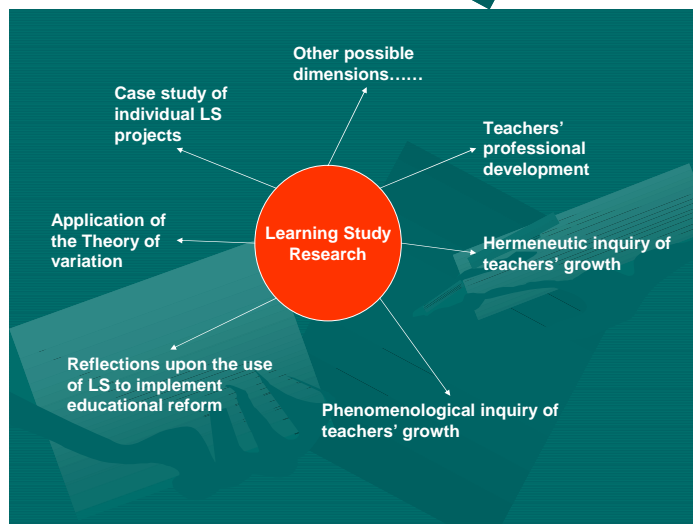 Other possible
dimensions……
Case study of
individual LS
projects
Teachers’
professional
development
Application of
the Theory of
variation
Learning Study
Research
Hermeneutic inquiry of
teachers’ growth
Reflections upon the use
of LS to implement
educational reform
Phenomenological inquiry of
teachers’ growth